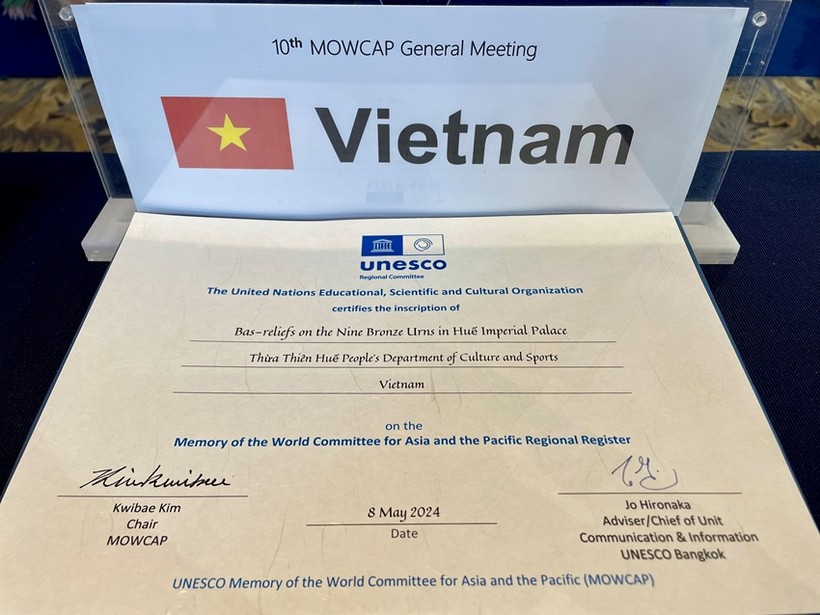 10th MOWCAP General Meeting
Vietnam
unesco
Regional Committee
The United Nations Educational, Scientific and Cultural Organization
certifies the inscription of
Bas-reliefs on the Nine Bronze Urns in Huế Imperial Palace
Thừa Thiên Huế People's Department of Culture and Sports
Vietnam
on the
Memory of the World Committee for Asia and the Pacific Regional Register
Kwibae Kim
Chair
MOWCAP
8 May 2024
Date
Jo Hironaka
Adviser/Chief of Unit
Communication & Information
UNESCO Bangkok
UNESCO Memory of the World Committee for Asia and the Pacific (MOWCAP)